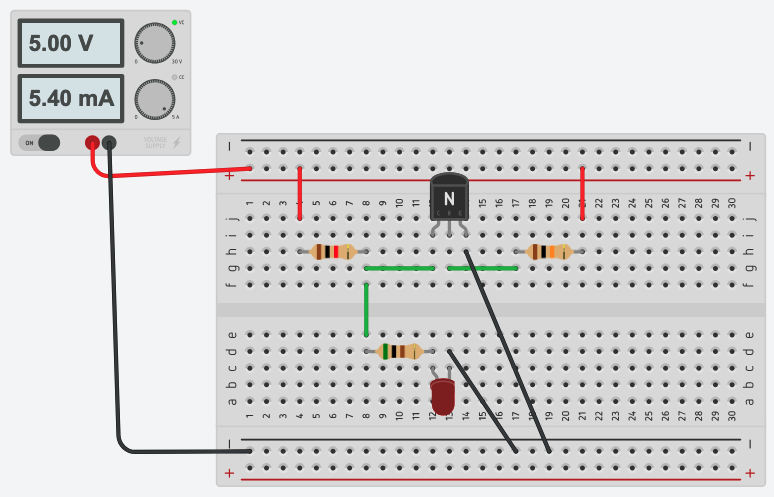 5.00 V
VC
0 30 V
5.40 mA
CC
0 5 A
ON
VOLTAGE
SUPPLY
− −
+ +
N
C B E
1 2 3 4 5 6 7 8 9 10 11 12 13 14 15 16 17 18 19 20 21 22 23 24 25 26 27 28 29 30
j j
i i
h h
g g
f f
e e
d d
c c
b b
a a
1 2 3 4 5 6 7 8 9 10 11 12 13 14 15 16 17 18 19 20 21 22 23 24 25 26 27 28 29 30
− −
+ +